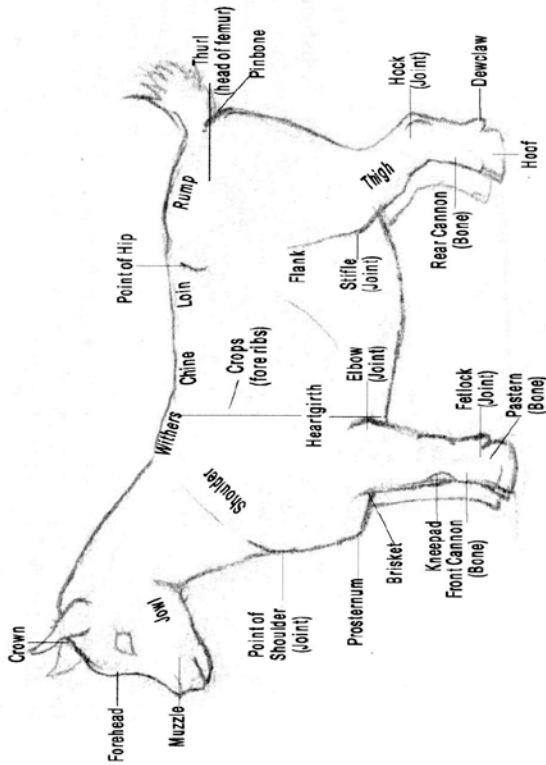 Crown
Forehead
Muzzle
Jowl
Withers
Shoulder
Point of
Shoulder
(Joint)
Prosternum
Brisket
Kneepad
Front Cannon
(Bone)
Chine
Crops
(fore ribs)
Heartgirth
Elbow
(Joint)
Fetlock
(Joint)
Pastern
(Bone)
Point of Hip
Loin
Flank
Stifle
(Joint)
Rump
Thurl
(head of femur)
Pinbone
Thigh
Hock
(Joint)
Dewclaw
Rear Cannon
(Bone)
Hoof